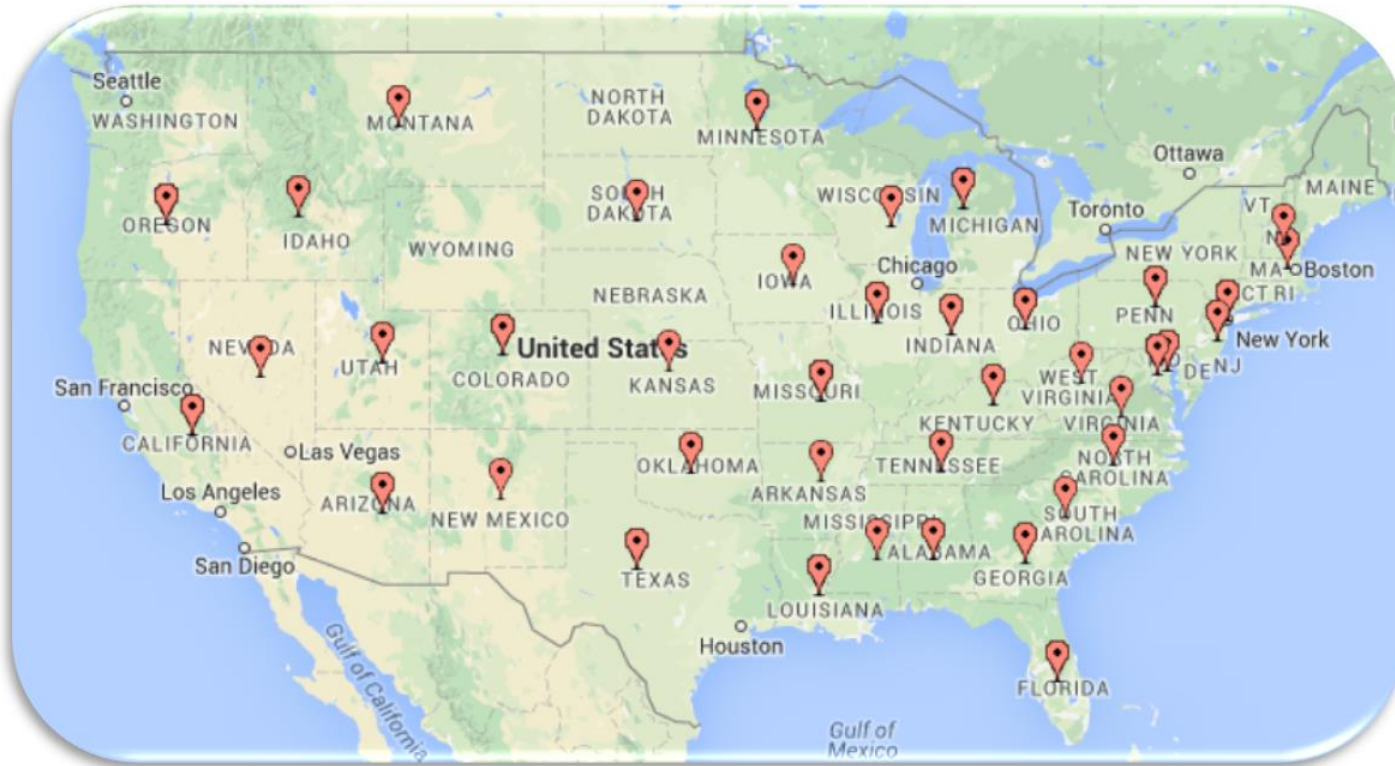 Seattle
WASHINGTON
MONTANA
NORTH
DAKOTA
MINNESOTA
Ottawa
MAINE
OREGON
IDAHO
WYOMING
SOUTH
DAKOTA
WISCONSIN
MICHIGAN
Toronto
VT
NEW YORK
MA
Boston
CT RI
NEBRASKA
IOWA
Chicago
ILLINOIS
INDIANA
OHIO
PENN
New York
NEVADA
UTAH
COLORADO
United States
KANSAS
MISSOURI
WEST
VIRGINIA
DE
NJ
San Francisco
CALIFORNIA
KENTUCKY
VIRGINIA
Las Vegas
OKLAHOMA
TENNESSEE
NORTH
CAROLINA
Los Angeles
ARIZONA
NEW MEXICO
ARKANSAS
MISSISSIPPI
SOUTH
CAROLINA
San Diego
TEXAS
ALABAMA
GEORGIA
LOUISIANA
Houston
FLORIDA
Gulf of California
Gulf of
Mexico